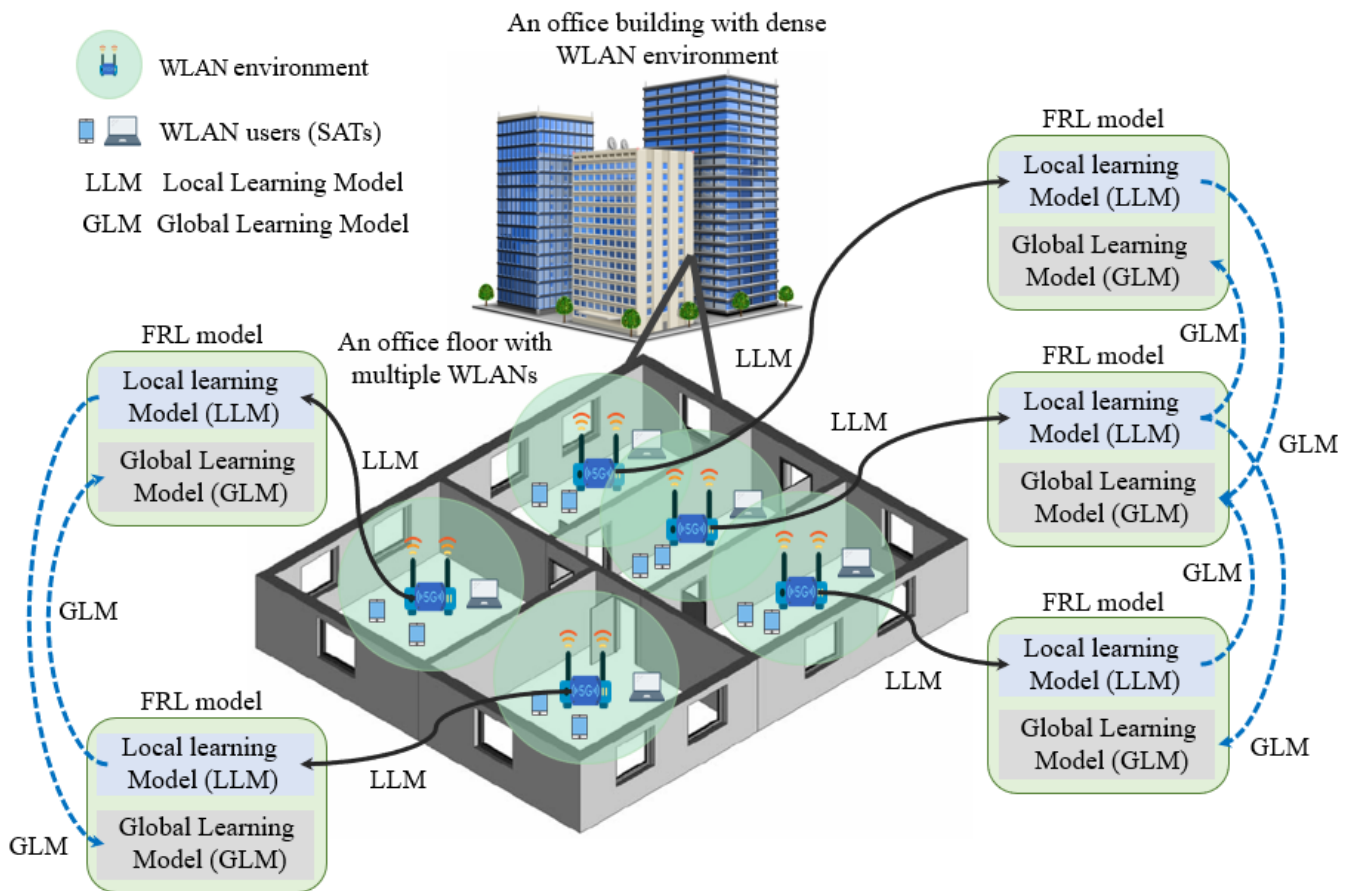 An office building with dense
WLAN environment
WLAN environment
WLAN users (SATs)
LLM Local Learning Model
GLM Global Learning Model
FRL model
Local learning
Model (LLM)
Global Learning
Model (GLM)
An office floor with
multiple WLANs
LLM
GLM
FRL model
Local learning
Model (LLM)
Global Learning
Model (GLM)
FRL model
Local learning
Model (LLM)
Global Learning
Model (GLM)
LLM
GLM
LLM
5G
5G
5G
5G
5G
GLM
GLM
FRL model
Local learning
Model (LLM)
Global Learning
Model (GLM)
LLM
GLM
FRL model
Local learning
Model (LLM)
Global Learning
Model (GLM)
LLM
GLM